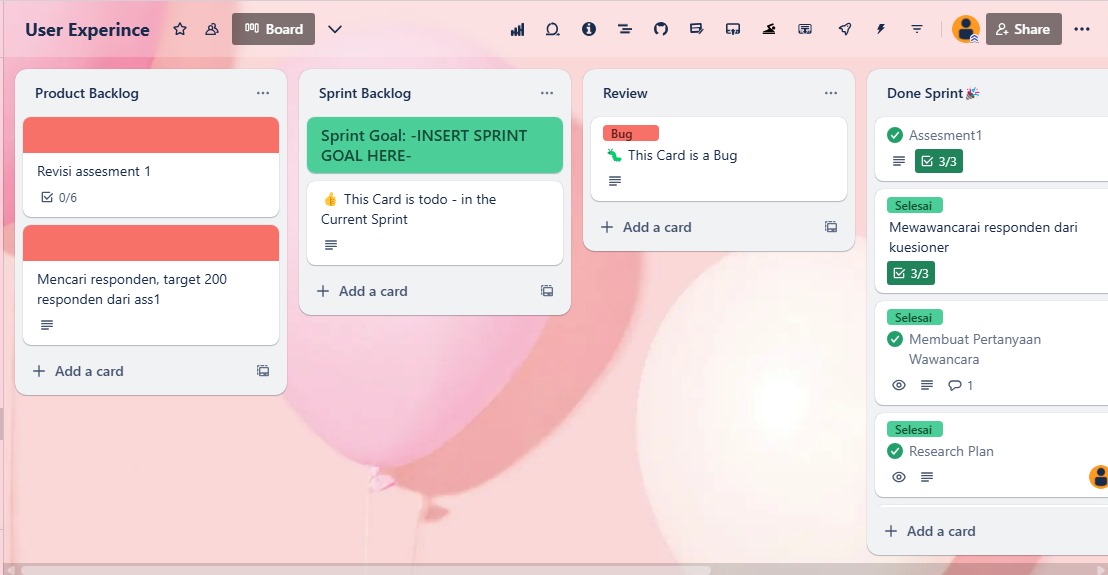 User Experince
Board
Share
Product Backlog
Revisi assesment 1
0/6
Mencari responden, target 200
responden dari ass1
Add a card
Sprint Backlog
Sprint Goal: -INSERT SPRINT
GOAL HERE-
This Card is todo - in the
Current Sprint
Add a card
Review
Bug
This Card is a Bug
Add a card
Done Sprint
Assesment1
3/3
Selesai
Mewawancarai responden dari
kuesioner
3/3
Selesai
Membuat Pertanyaan
Wawancara
1
Selesai
Research Plan
Add a card